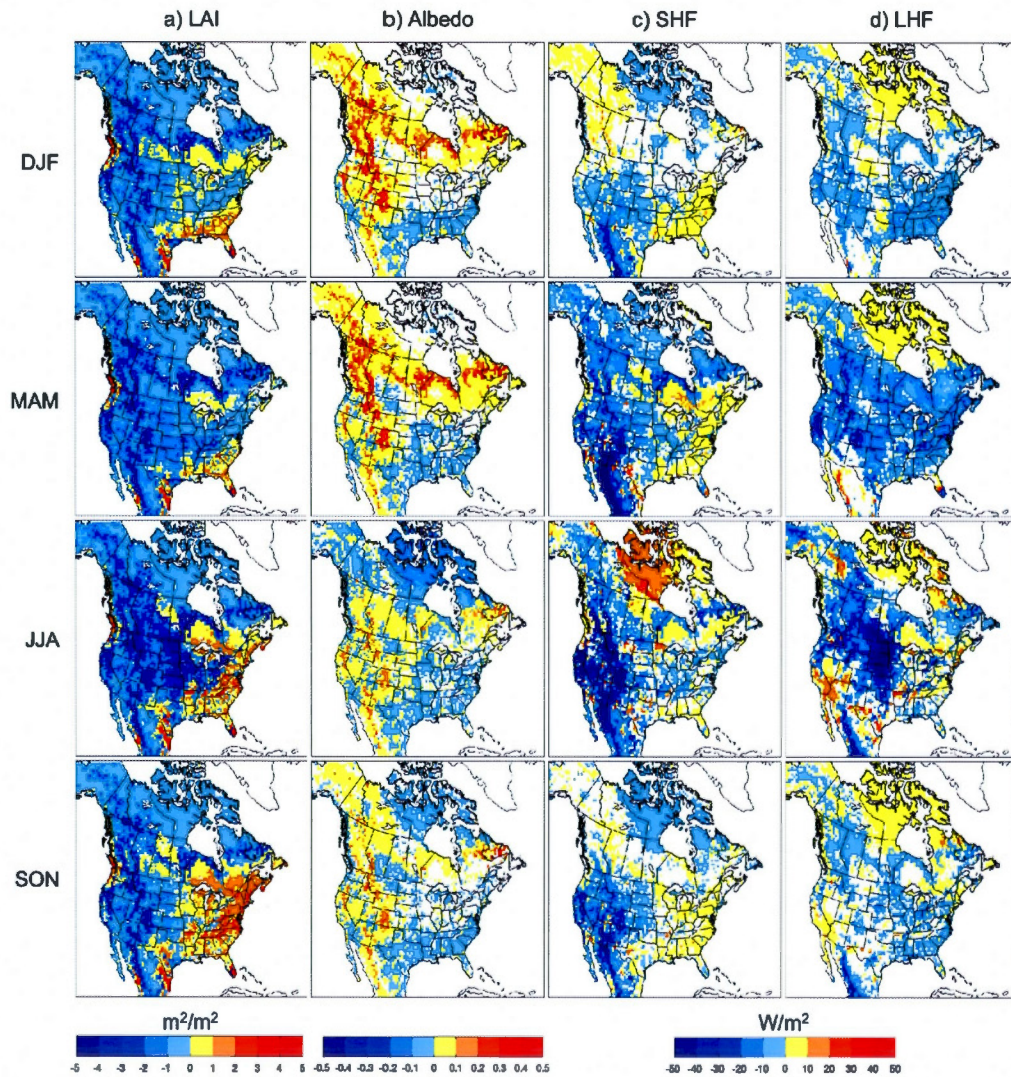 a) LAI b) Albedo c) SHF d) LHF
DJF
MAM
JJA
SON
m²/m² W/m²
-5 -4 -3 -2 -1 0 1 2 3 4 5 -0.5 -0.4 -0.3 -0.2 -0.1 0 0.1 0.2 0.3 0.4 0.5 -50 -40 -30 -20 -10 0 10 20 30 40 50